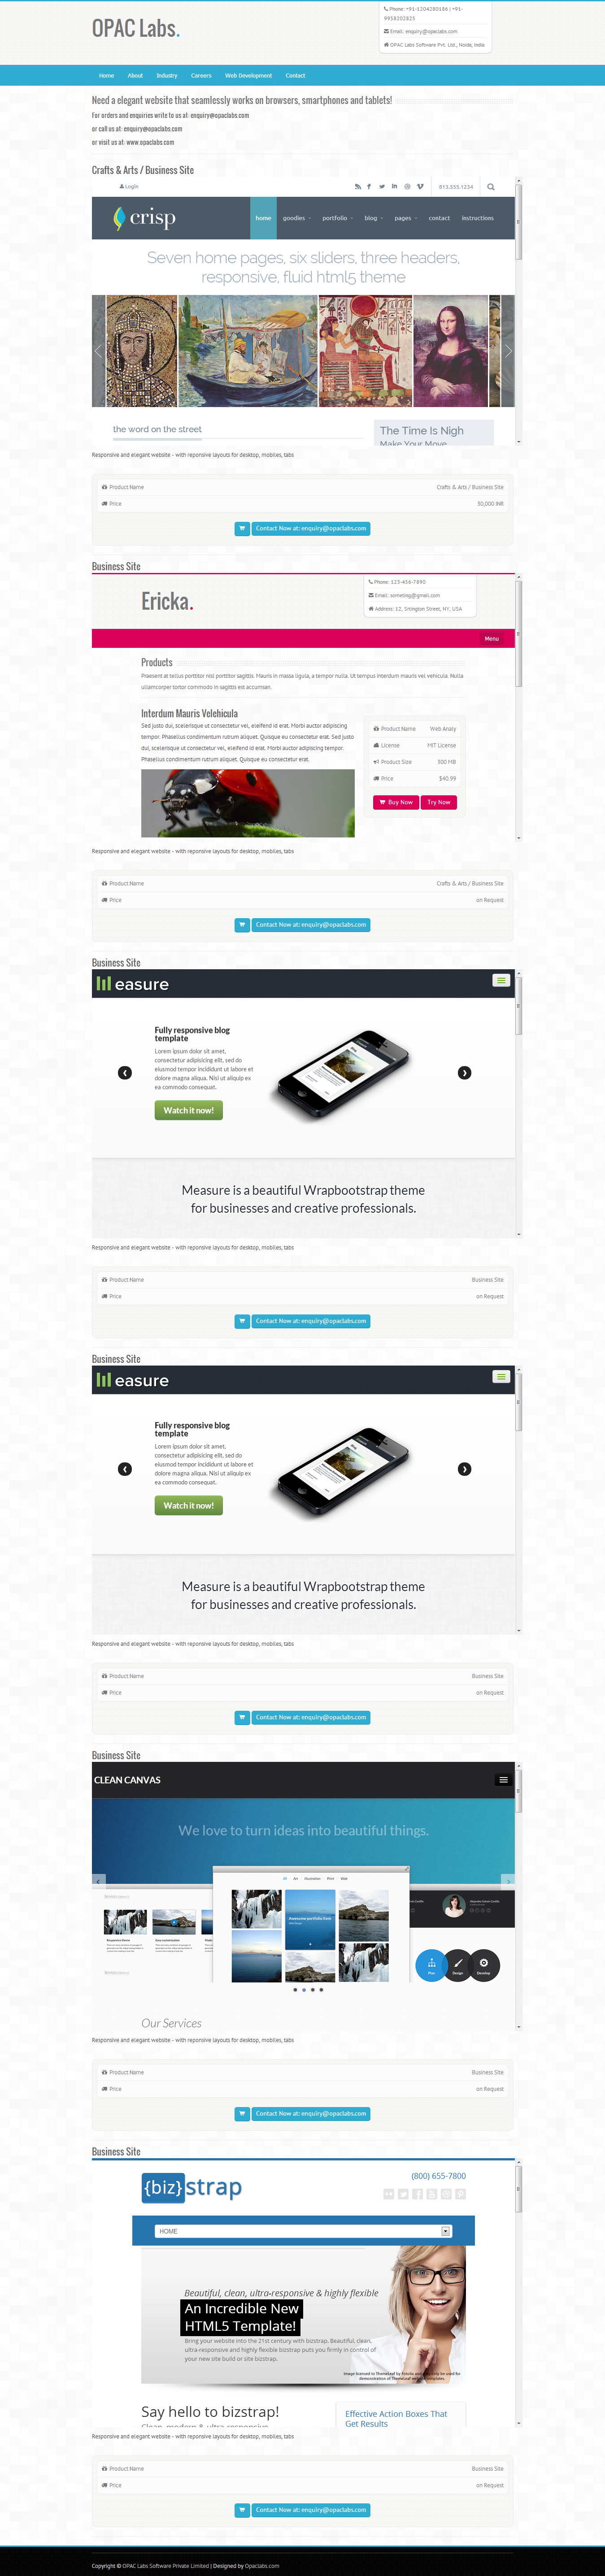 OPAC Labs.
Phone: +91-1204280186 | +91-
9958202825
Email: enquiry@opaclabs.com
OPAC Labs Software Pvt. Ltd., Noida, India
Home About Industry Careers Web Development Contact
Need a elegant website that seamlessly works on browsers, smartphones and tablets!
For orders and enquiries write to us at: enquiry@opaclabs.com
or call us at: enquiry@opaclabs.com
or visit us at: www.opaclabs.com
Crafts & Arts / Business Site
Login
815.555.1234
crisp
home goodies portfolio blog pages contact instructions
Seven home pages, six sliders, three headers,
responsive, fluid html5 theme
the word on the street
The Time Is Nigh
Make Your Move
Responsive and elegant website - with reponsive layouts for desktop, mobiles, tabs
Product Name Crafts & Arts / Business Site
Price 50,000 INR
Contact Now at: enquiry@opaclabs.com
Business Site
Ericka.
Phone: 123-456-7890
Email: someting@gmail.com
Address: 12, Srlington Street, NY, USA
Menu
Products
Praesent at tellus porttitor nisl porttitor sagittis. Mauris in massa ligula, a tempor nulla. Ut tempus interdum mauris vel vehicula. Nulla
ullamcorper tortor commodo in sagittis est accumsan.
Interdum Mauris Velehicula
Sed justo dui, scelerisque ut consectetur vel, eleifend id erat. Morbi auctor adipiscing
tempor. Phasellus condimentum rutrum aliquet. Quisque eu consectetur erat. Sed justo
dui, scelerisque ut consectetur vel, eleifend id erat. Morbi auctor adipiscing tempor.
Phasellus condimentum rutrum aliquet. Quisque eu consectetur erat.
Product Name Web Analy
License MIT License
Product Size 300 MB
Price $40.99
Buy Now Try Now
Responsive and elegant website - with reponsive layouts for desktop, mobiles, tabs
Product Name Crafts & Arts / Business Site
Price on Request
Contact Now at: enquiry@opaclabs.com
Business Site
easure
Fully responsive blog
template
Lorem ipsum dolor sit amet,
consectetur adipisicing elit, sed do
eiusmod tempor incididunt ut labore et
dolore magna aliqua. Nisi ut aliquip ex
ea commodo consequat.
Watch it now!
Measure is a beautiful Wrapbootstrap theme
for businesses and creative professionals.
Responsive and elegant website - with reponsive layouts for desktop, mobiles, tabs
Product Name Business Site
Price on Request
Contact Now at: enquiry@opaclabs.com
Business Site
easure
Fully responsive blog
template
Lorem ipsum dolor sit amet,
consectetur adipisicing elit, sed do
eiusmod tempor incididunt ut labore et
dolore magna aliqua. Nisi ut aliquip ex
ea commodo consequat.
Watch it now!
Measure is a beautiful Wrapbootstrap theme
for businesses and creative professionals.
Responsive and elegant website - with reponsive layouts for desktop, mobiles, tabs
Product Name Business Site
Price on Request
Contact Now at: enquiry@opaclabs.com
Business Site
CLEAN CANVAS
We love to turn ideas into beautiful things.
All Art Illustration Print Web
Awesome portfolio item
Plan Design Develop
Our Services
Responsive and elegant website - with reponsive layouts for desktop, mobiles, tabs
Product Name Business Site
Price on Request
Contact Now at: enquiry@opaclabs.com
Business Site
{biz}strap
(800) 655-7800
HOME
Beautiful, clean, ultra-responsive & highly flexible
An Incredible New
HTML5 Template!
Bring your website into the 21st century with bizstrap. Beautiful, clean,
ultra-responsive and highly flexible bizstrap puts you firmly in control of
your new site build or site bizstrap.
Say hello to bizstrap!
Clean, modern & ultra-responsive
Effective Action Boxes That
Get Results
Responsive and elegant website - with reponsive layouts for desktop, mobiles, tabs
Product Name Business Site
Price on Request
Contact Now at: enquiry@opaclabs.com
Copyright © OPAC Labs Software Private Limited | Designed by Opaclabs.com